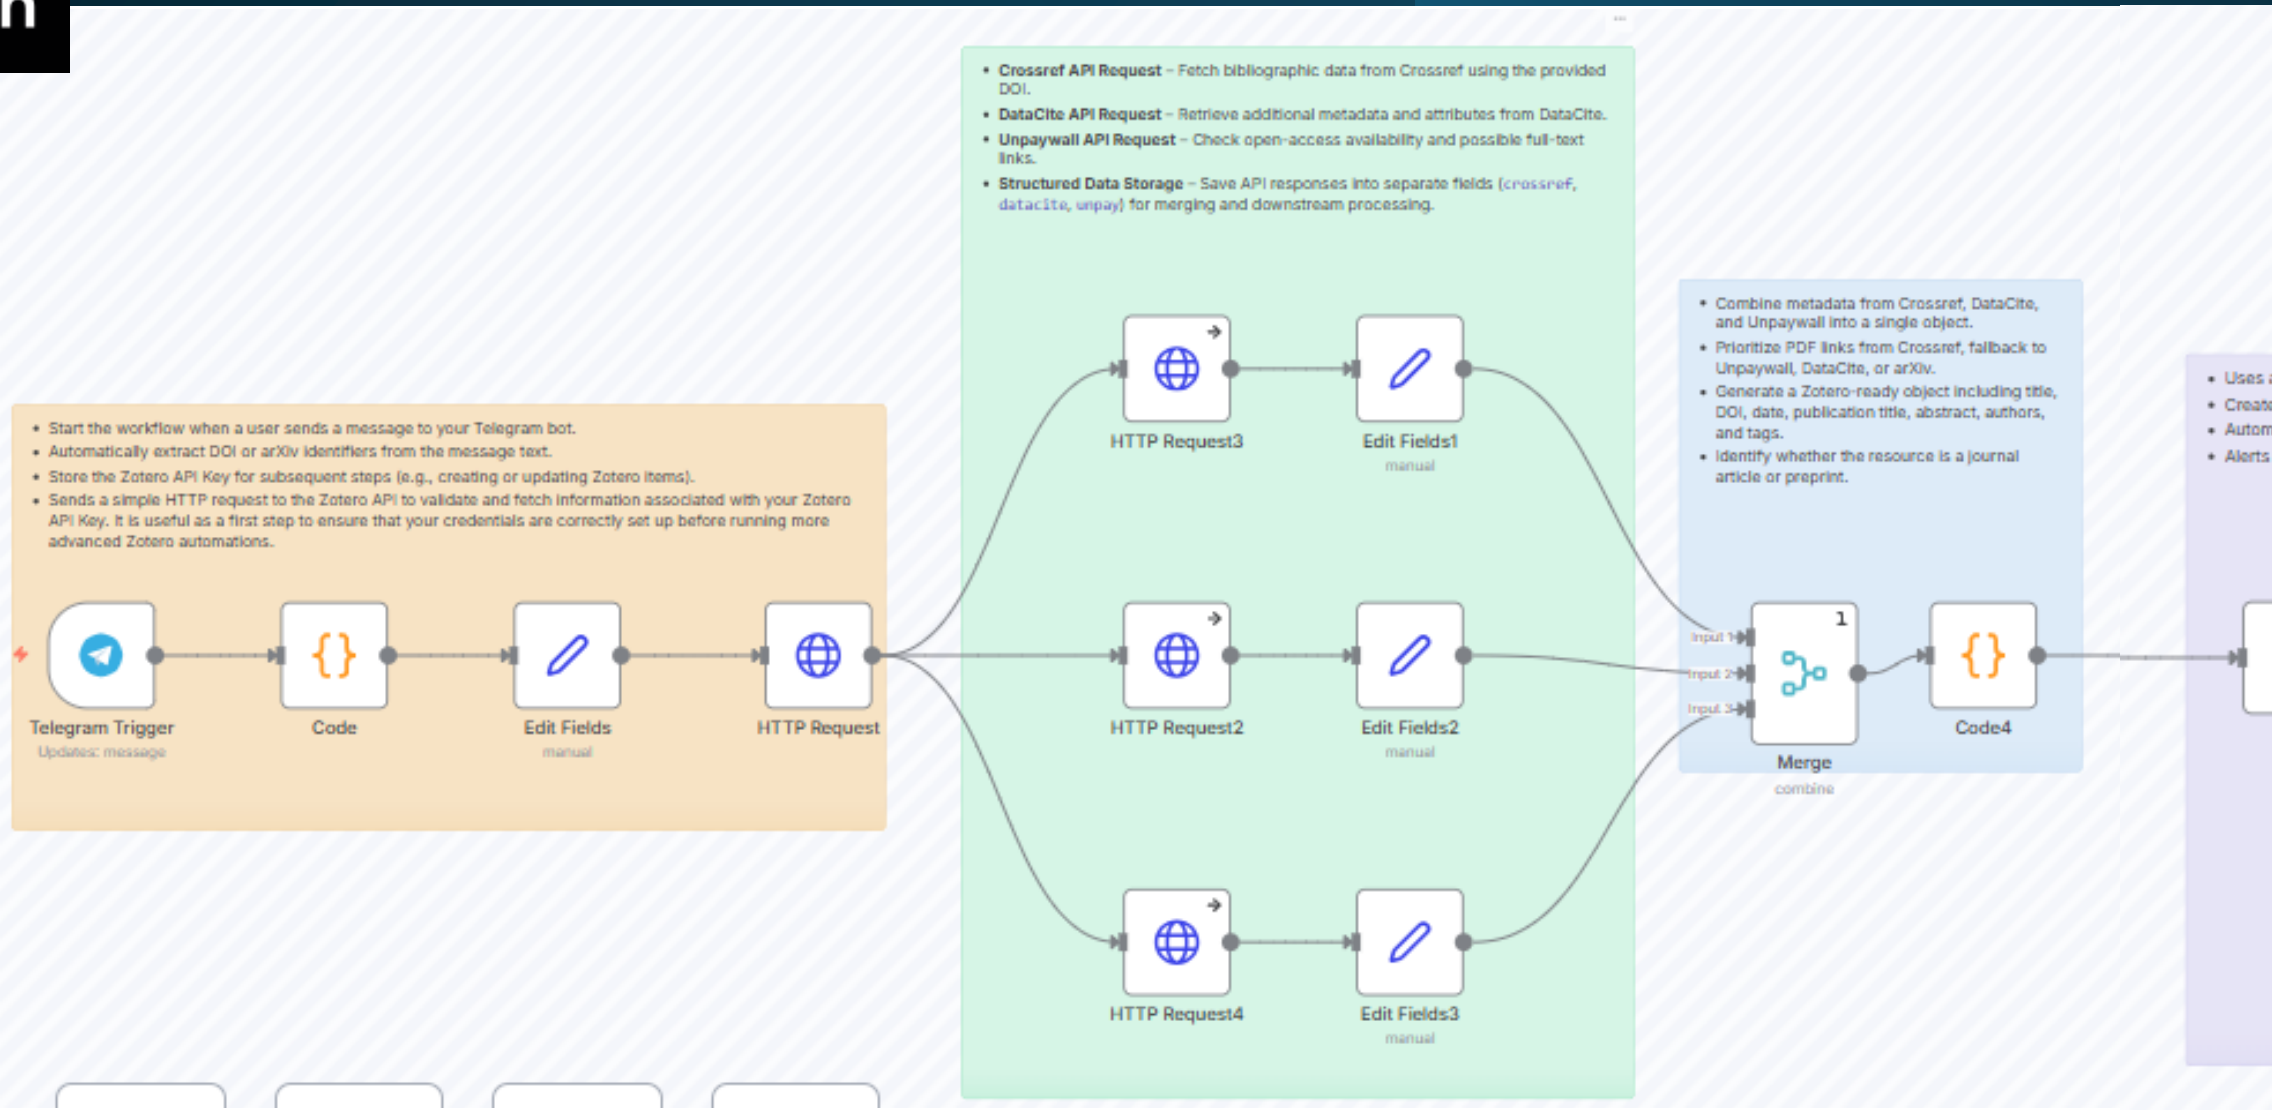 n
• Crossref API Request – Fetch bibliographic data from Crossref using the provided
DOI.
• DataCite API Request – Retrieve additional metadata and attributes from DataCite.
• Unpaywall API Request – Check open-access availability and possible full-text
links.
• Structured Data Storage – Save API responses into separate fields (crossref,
datacite, unpay) for merging and downstream processing.
• Start the workflow when a user sends a message to your Telegram bot.
• Automatically extract DOI or arXiv identifiers from the message text.
• Store the Zotero API Key for subsequent steps (e.g., creating or updating Zotero items).
• Sends a simple HTTP request to the Zotero API to validate and fetch information associated with your Zotero
API Key. It is useful as a first step to ensure that your credentials are correctly set up before running more
advanced Zotero automations.
Telegram Trigger
Updates: message
Code
Edit Fields
manual
HTTP Request
HTTP Request3
Edit Fields1
manual
HTTP Request2
Edit Fields2
manual
HTTP Request4
Edit Fields3
manual
• Combine metadata from Crossref, DataCite,
and Unpaywall into a single object.
• Prioritize PDF links from Crossref, fallback to
Unpaywall, DataCite, or arXiv.
• Generate a Zotero-ready object including title,
DOI, date, publication title, abstract, authors,
and tags.
• Identify whether the resource is a journal
article or preprint.
Input 1
Input 2
Input 3
1
Merge
combine
Code4
• Uses
• Create
• Autom
• Alerts